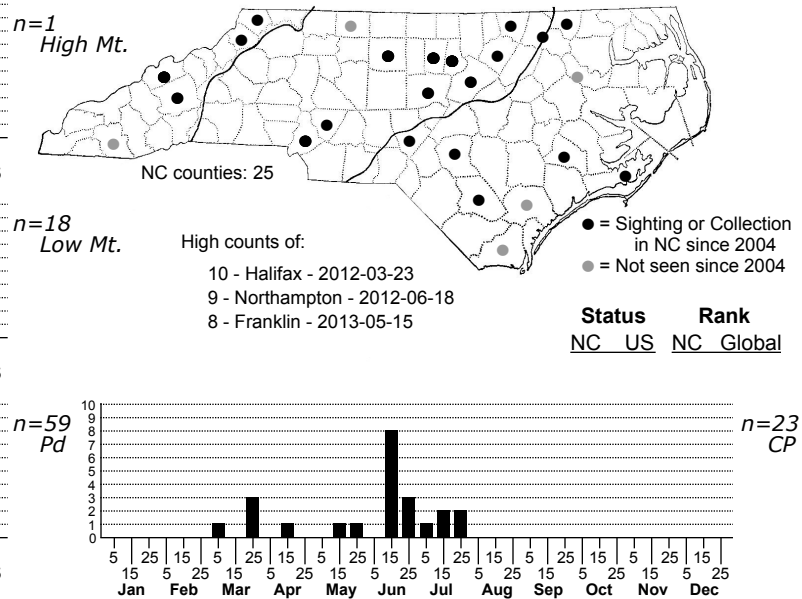 n=1
High Mt.
NC counties: 25
n=18
Low Mt.
High counts of:
10 - Halifax - 2012-03-23
9 - Northampton - 2012-06-18
8 - Franklin - 2013-05-15
= Sighting or Collection
in NC since 2004
= Not seen since 2004
Status Rank
NC US NC Global
n=59
Pd
n=23
CP
10
9
8
7
6
5
4
3
2
1
0
5 25 15 5 25 15 5 25 15 5 25 15 5 25 15 5 25 15 5 25 15 5 25 15
15 5 25 15 5 25 15 5 25 15 5 25 15 5 25 15 5 25 15 5 25
Jan Feb Mar Apr May Jun Jul Aug Sep Oct Nov Dec